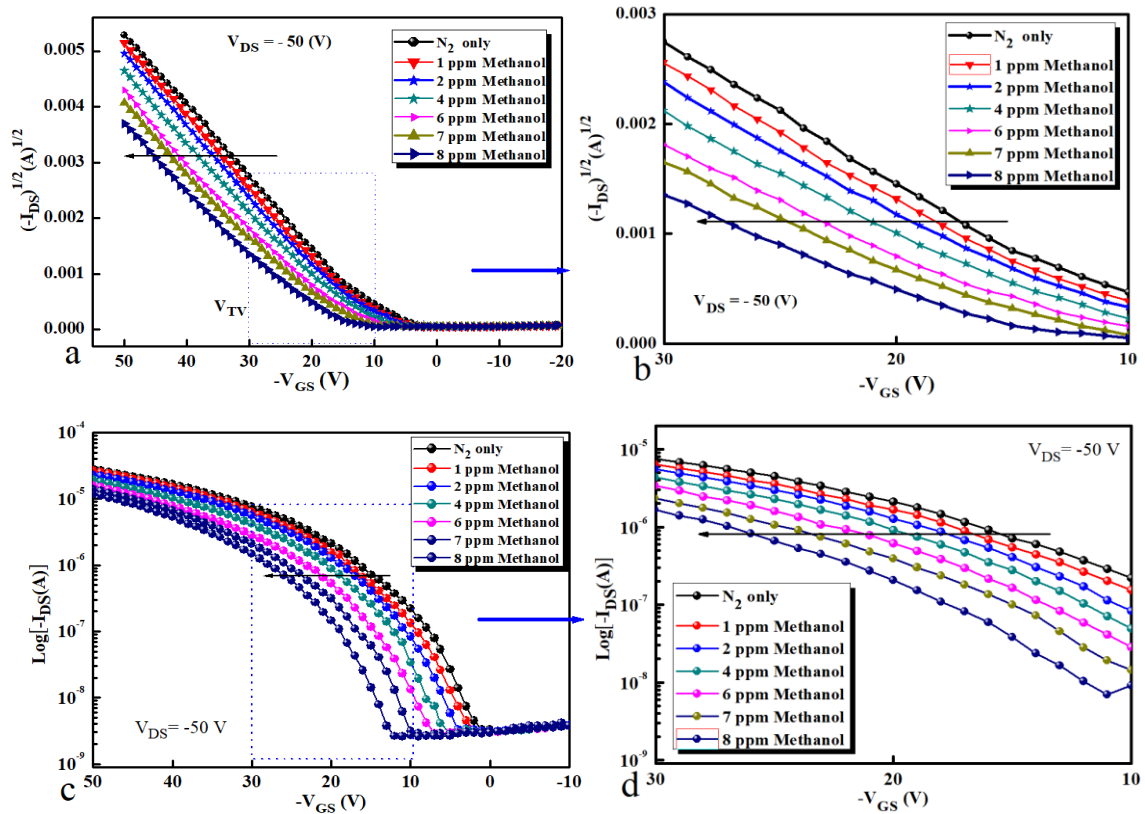 V_DS = - 50 (V)
N_2 only
1 ppm Methanol
2 ppm Methanol
4 ppm Methanol
6 ppm Methanol
7 ppm Methanol
8 ppm Methanol
0.005
0.004
0.003
0.002
0.001
0.000
(-I_DS)^1/2(A)^1/2
V_TV
50 40 30 20 10 0 -10 -20
-V_GS (V)
a
0.003
0.002
0.001
0.000
(-I_DS)^1/2(A)^1/2
N_2 only
1 ppm Methanol
2 ppm Methanol
4 ppm Methanol
6 ppm Methanol
7 ppm Methanol
8 ppm Methanol
V_DS = - 50 (V)
30 20 10
-V_GS (V)
b
10^-4
10^-5
10^-6
10^-7
10^-8
10^-9
Log[-I_DS(A)]
N_2 only
1 ppm Methanol
2 ppm Methanol
4 ppm Methanol
6 ppm Methanol
7 ppm Methanol
8 ppm Methanol
V_DS= -50 V
50 40 30 20 10 0 -10
-V_GS (V)
c
10^-5
10^-6
10^-7
10^-8
10^-9
Log[-I_DS(A)]
V_DS= -50 V
N_2 only
1 ppm Methanol
2 ppm Methanol
4 ppm Methanol
6 ppm Methanol
7 ppm Methanol
8 ppm Methanol
30 20 10
-V_GS (V)
d